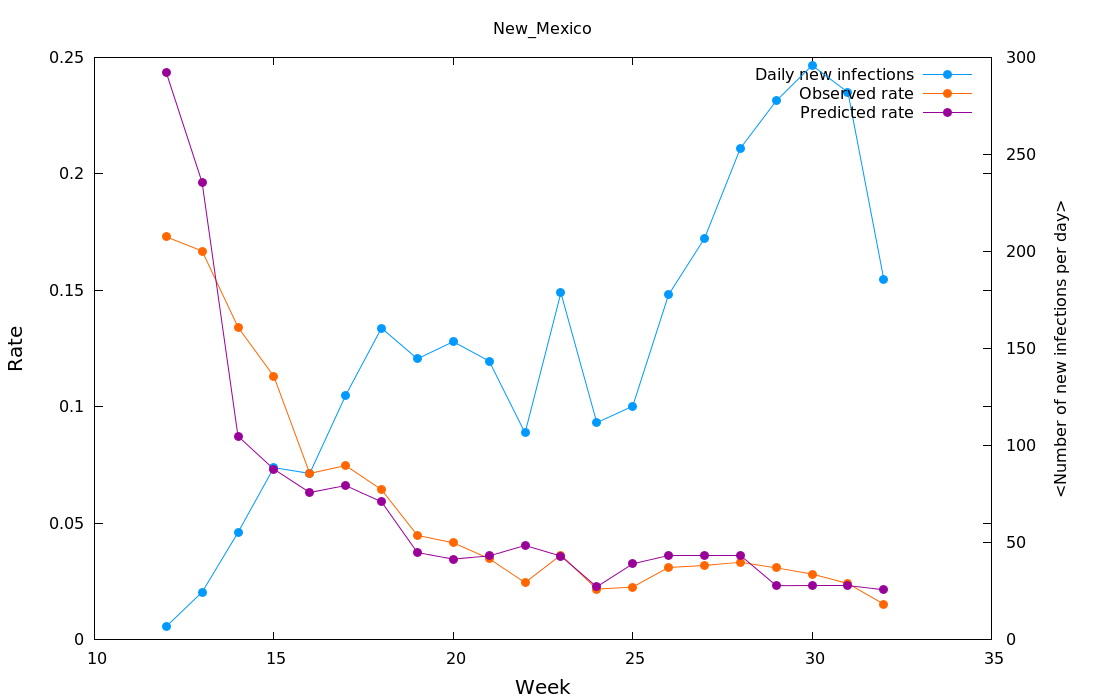 New_Mexico
Daily new infections
Observed rate
Predicted rate
Rate
0.25
0.2
0.15
0.1
0.05
0
300
250
200
150
100
50
0
<Number of new infections per day>
10 15 20 25 30 35
Week